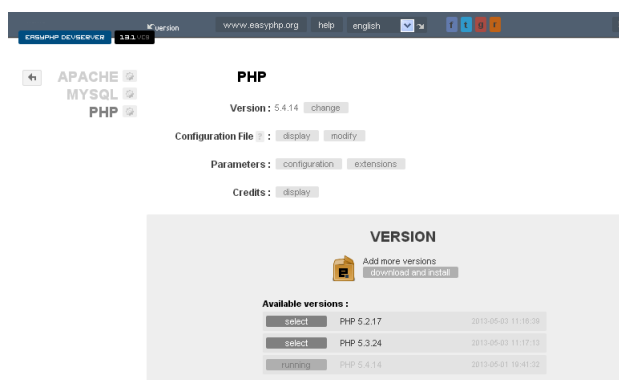 version www.easyphp.org help english f t g r
EASYPHP DEVSERVER 13.1 VC9
APACHE
MYSQL
PHP
PHP
Version : 5.4.14 change
Configuration File ? : display modify
Parameters : configuration extensions
Credits : display
VERSION
Add more versions
download and install
Available versions :
select PHP 5.2.17 2013-05-03 11:16:39
select PHP 5.3.24 2013-05-03 11:17:13
running PHP 5.4.14 2013-05-01 16:41:32